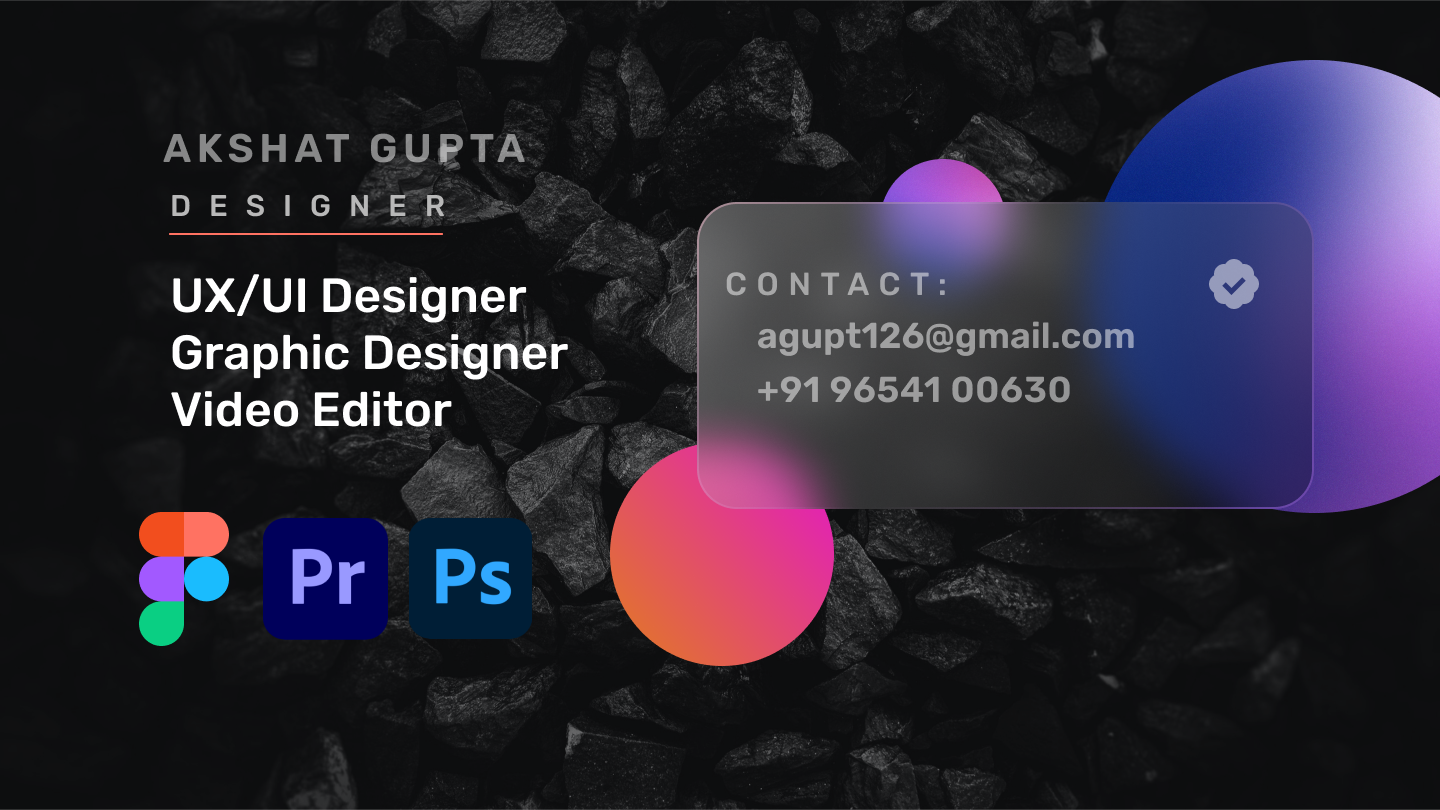 AKSHAT GUPTA
DESIGNER
UX/UI Designer
Graphic Designer
Video Editor
Pr
Ps
CONTACT:
agupt126@gmail.com
+91 96541 00630